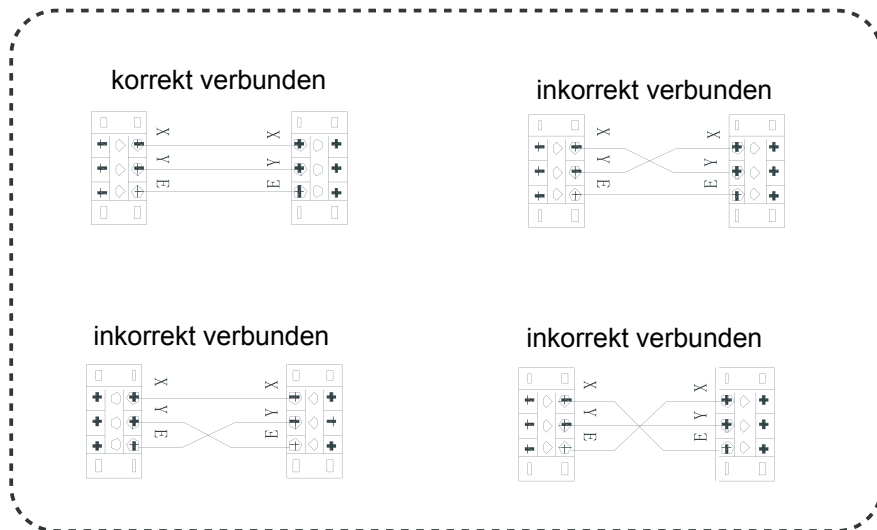 korrekt verbunden
X X
Y Y
E E
inkorrekt verbunden
X X
Y Y
E E
inkorrekt verbunden
X X
Y Y
E E
inkorrekt verbunden
X X
Y Y
E E